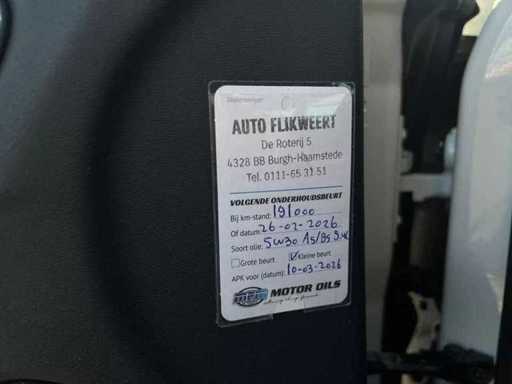 AUTO FLIKWEERT
De Roterij 5
4328 BB Burgh-Haamstede
Tel. 0111-65 31 51
VOLGENDE ONDERHOUDSBEURT
Bij km-stand: 191000
Of datum: 26-02-2026
Soort olie: 5W30 A5/B5
Grote beurt Kleine beurt
APK voor (datum): 10-03-2026
MOTOR OILS